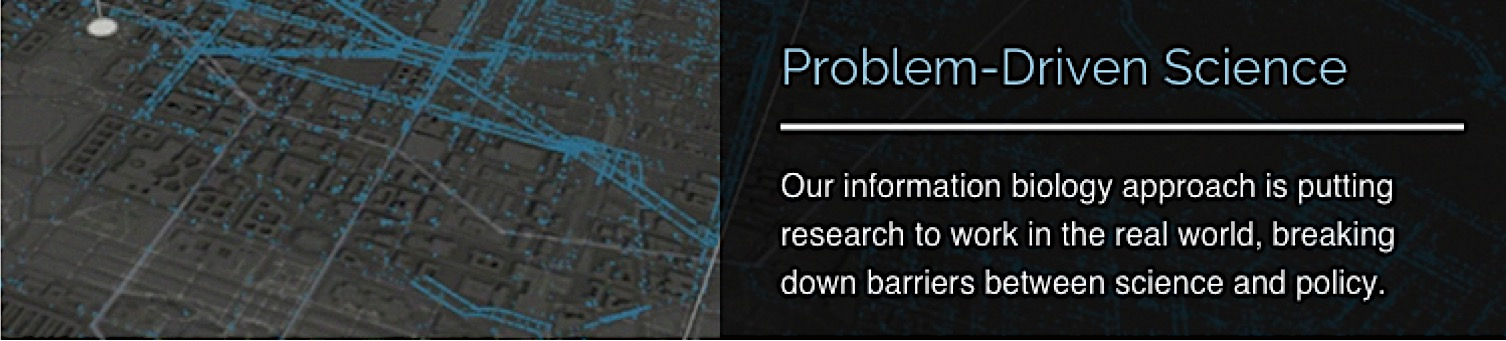 Problem-Driven Science
Our information biology approach is putting
research to work in the real world, breaking
down barriers between science and policy.